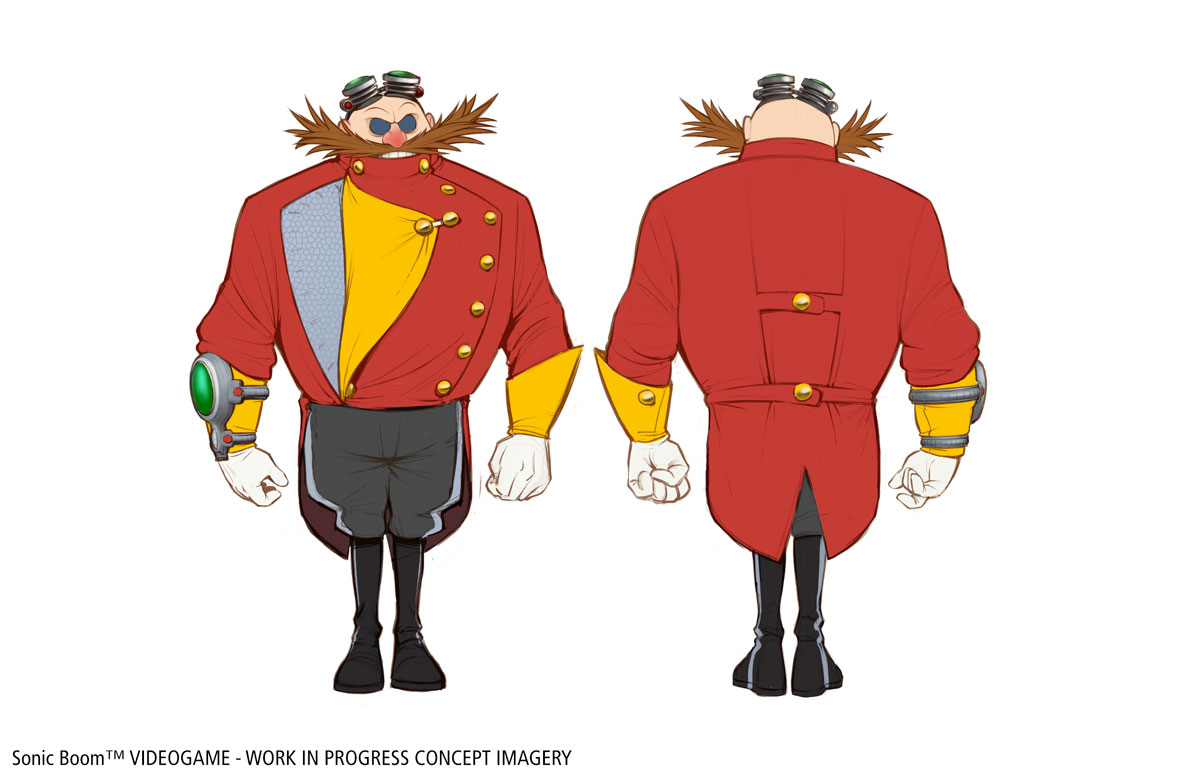 Sonic Boom™ VIDEOGAME - WORK IN PROGRESS CONCEPT IMAGERY